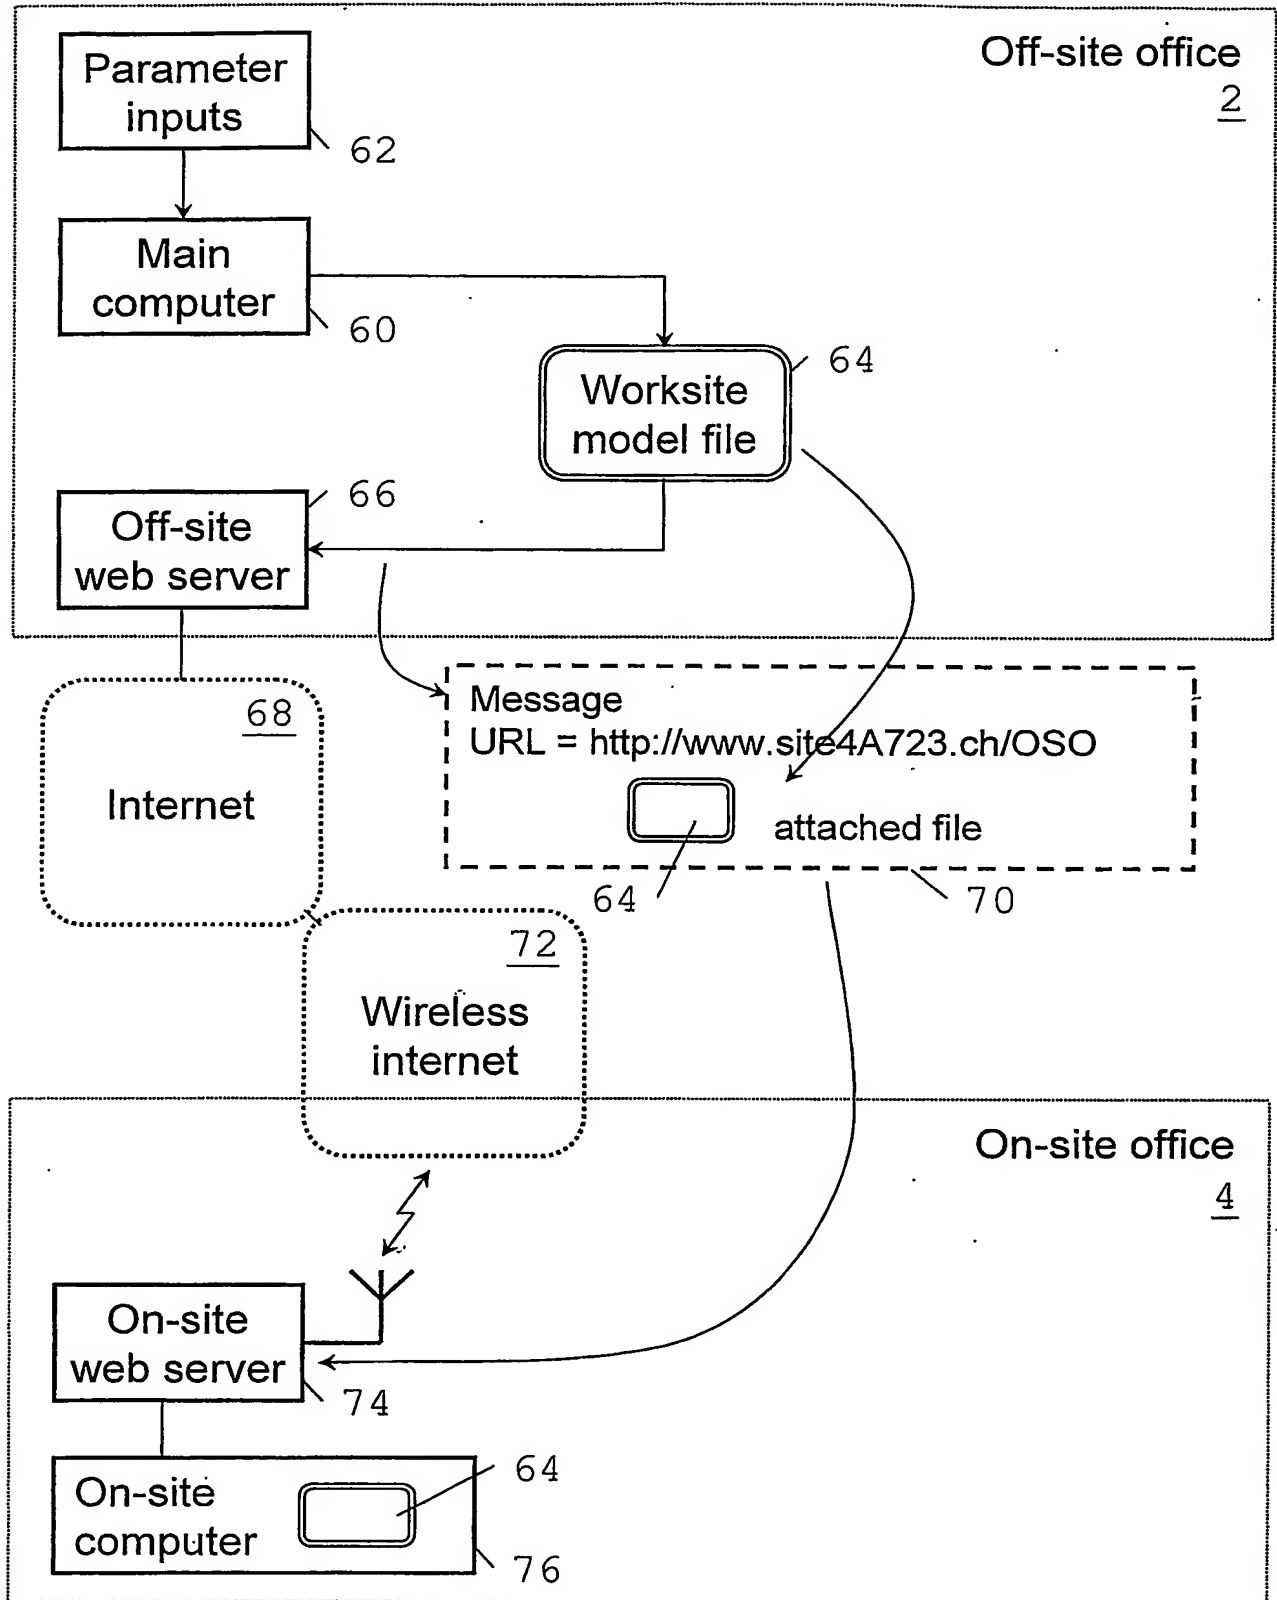 Off-site office
2
Parameter
inputs
62
Main
computer
60
Worksite
model file
64
66
Off-site
web server
68
Internet
Message
URL = http://www.site4A723.ch/OSO
attached file
64
70
72
Wireless
internet
On-site office
4
On-site
web server
74
On-site
computer
64
76